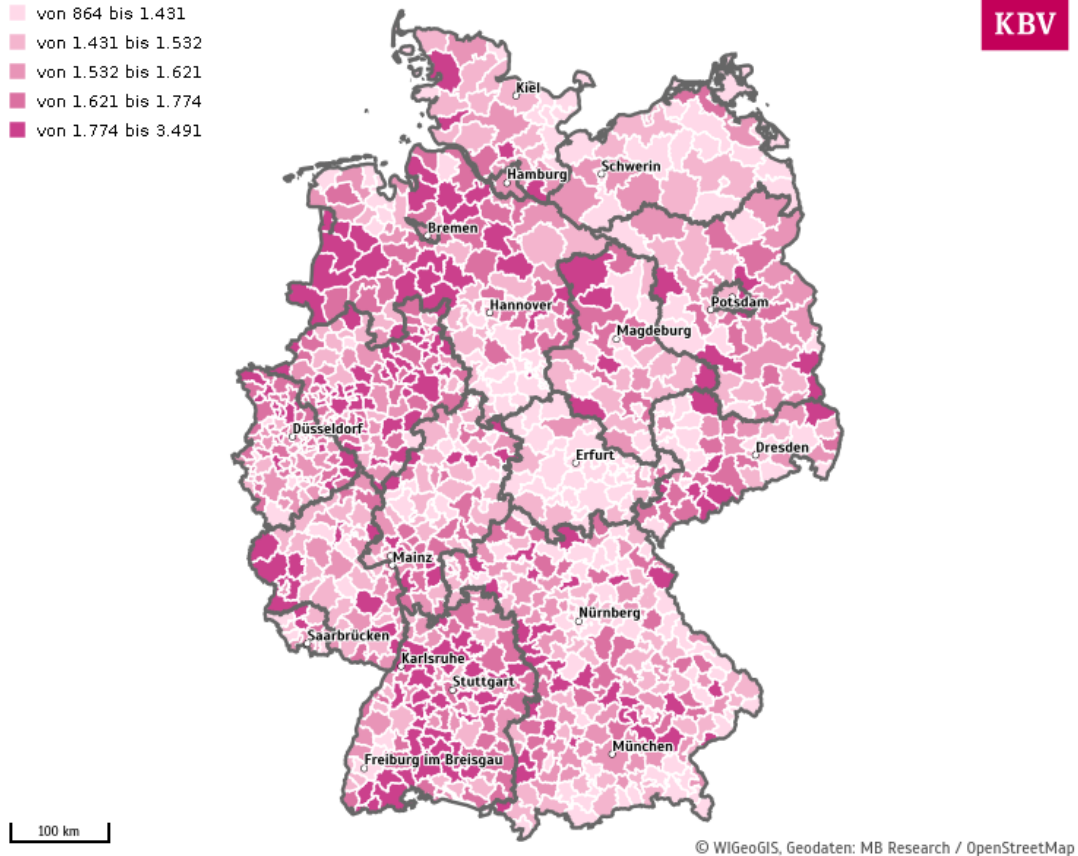 von 864 bis 1.431
von 1.431 bis 1.532
von 1.532 bis 1.621
von 1.621 bis 1.774
von 1.774 bis 3.491
KBV
Kiel
Hamburg
Schwerin
Bremen
Hannover
Potsdam
Magdeburg
Düsseldorf
Erfurt
Dresden
Mainz
Nürnberg
Saarbrücken
Karlsruhe
Stuttgart
München
Freiburg im Breisgau
100 km
© WIGeoGIS, Geodaten: MB Research / OpenStreetMap